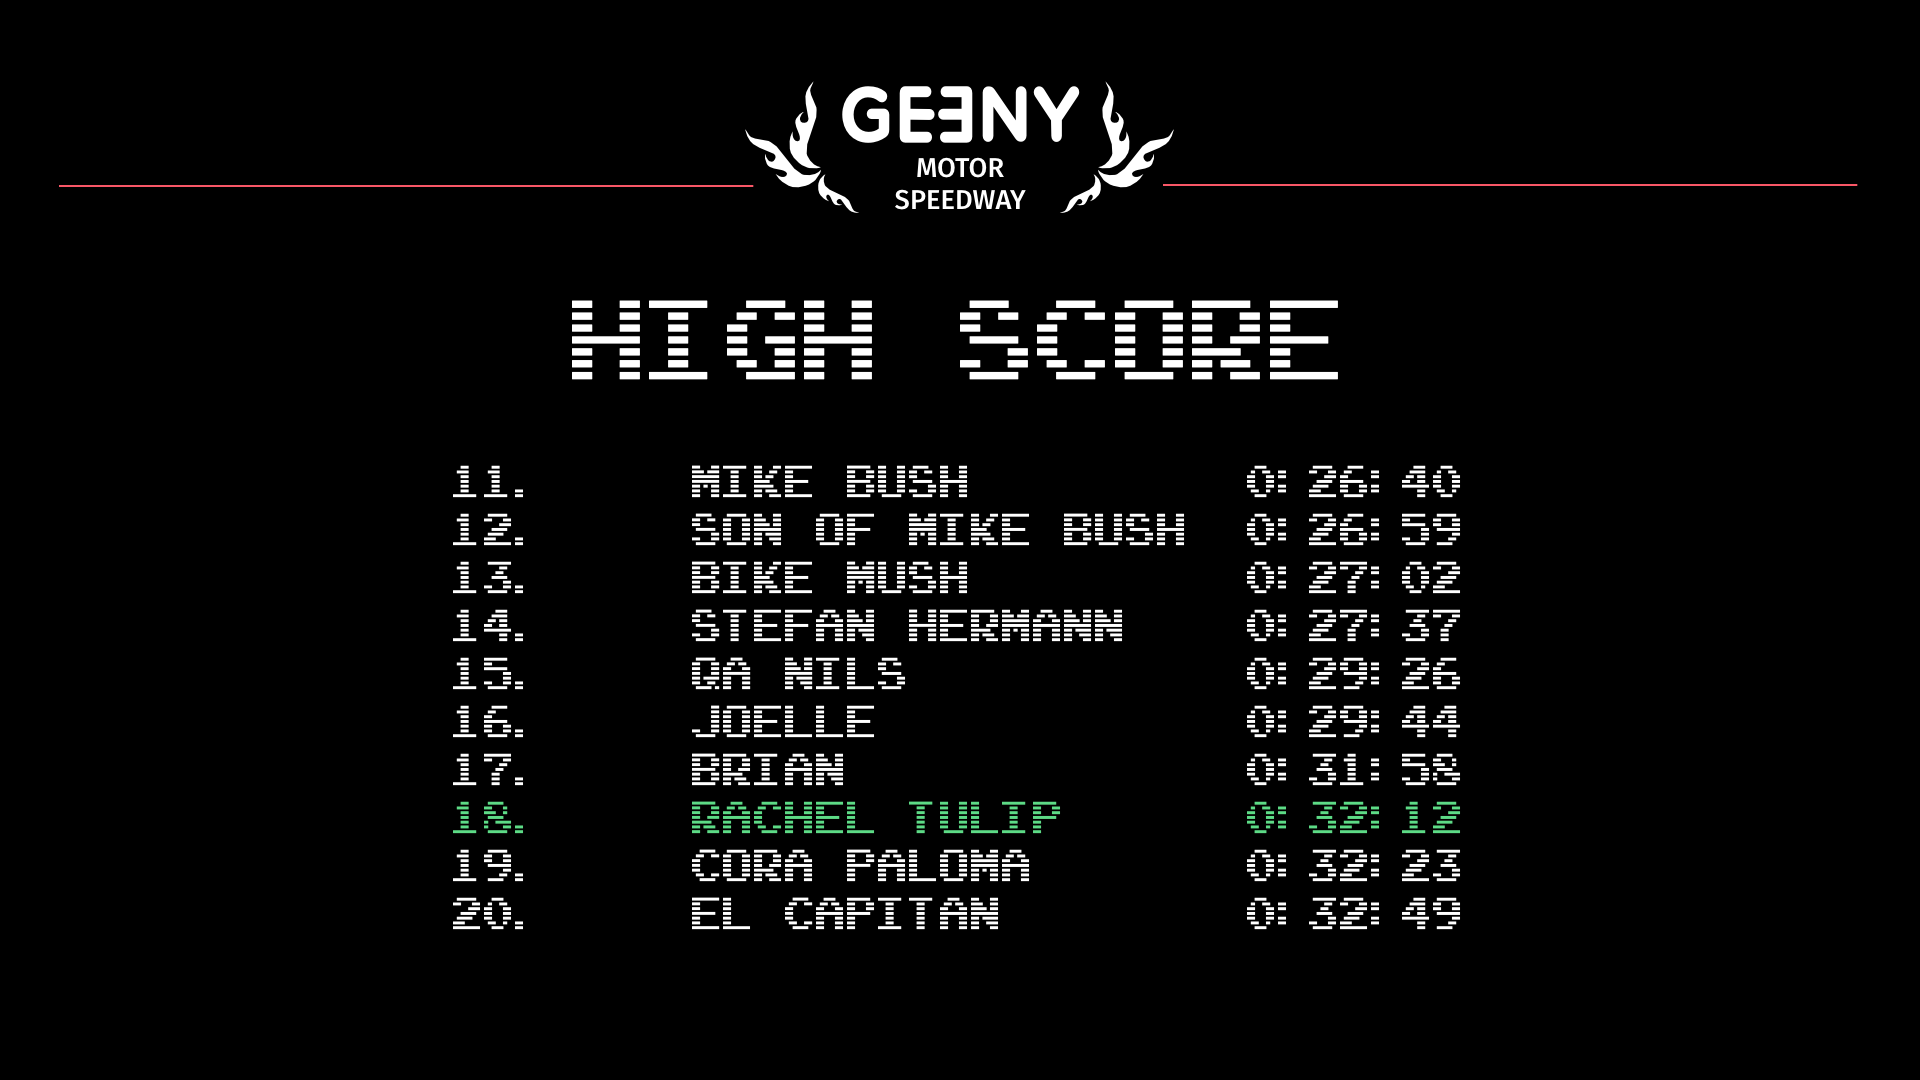 GEENY
MOTOR
SPEEDWAY
HIGH SCORE
11. MIKE BUSH 0: 26: 40
12. SON OF MIKE BUSH 0: 26: 59
13. BIKE MUSH 0: 27: 02
14. STEFAN HERMANN 0: 27: 37
15. QA NILS 0: 29: 26
16. JOELLE 0: 29: 44
17. BRIAN 0: 31: 58
18. RACHEL TULIP 0: 32: 12
19. CORA PALOMA 0: 32: 23
20. EL CAPITAN 0: 32: 49